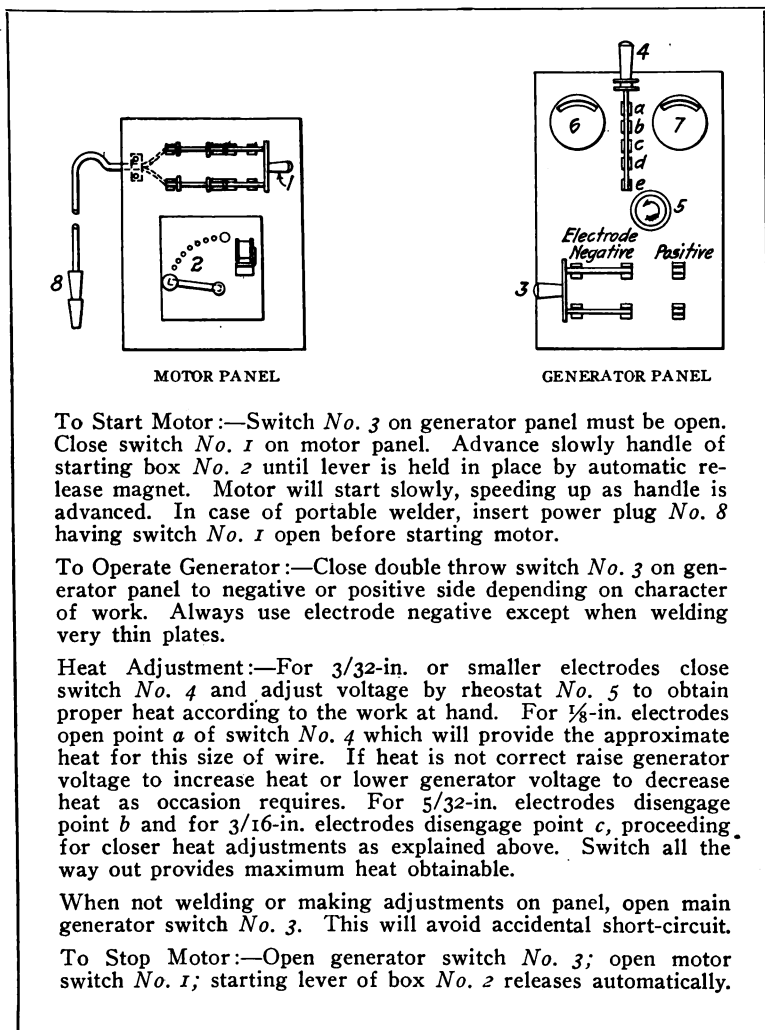 4
a
6
b
7
c
d
1
e
5
2
Electrode
Negative Positive
8
3
MOTOR PANEL
GENERATOR PANEL
To Start Motor:—Switch No. 3 on generator panel must be open.
Close switch No. 1 on motor panel. Advance slowly handle of
starting box No. 2 until lever is held in place by automatic re-
lease magnet. Motor will start slowly, speeding up as handle is
advanced. In case of portable welder, insert power plug No. 8
having switch No. 1 open before starting motor.
To Operate Generator:—Close double throw switch No. 3 on gen-
erator panel to negative or positive side depending on character
of work. Always use electrode negative except when welding
very thin plates.
Heat Adjustment:—For 3/32-in. or smaller electrodes close
switch No. 4 and adjust voltage by rheostat No. 5 to obtain
proper heat according to the work at hand. For ⅛-in. electrodes
open point a of switch No. 4 which will provide the approximate
heat for this size of wire. If heat is not correct raise generator
voltage to increase heat or lower generator voltage to decrease
heat as occasion requires. For 5/32-in. electrodes disengage
point b and for 3/16-in. electrodes disengage point c, proceeding
for closer heat adjustments as explained above. Switch all the
way out provides maximum heat obtainable.
When not welding or making adjustments on panel, open main
generator switch No. 3. This will avoid accidental short-circuit.
To Stop Motor:—Open generator switch No. 3; open motor
switch No. 1; starting lever of box No. 2 releases automatically.